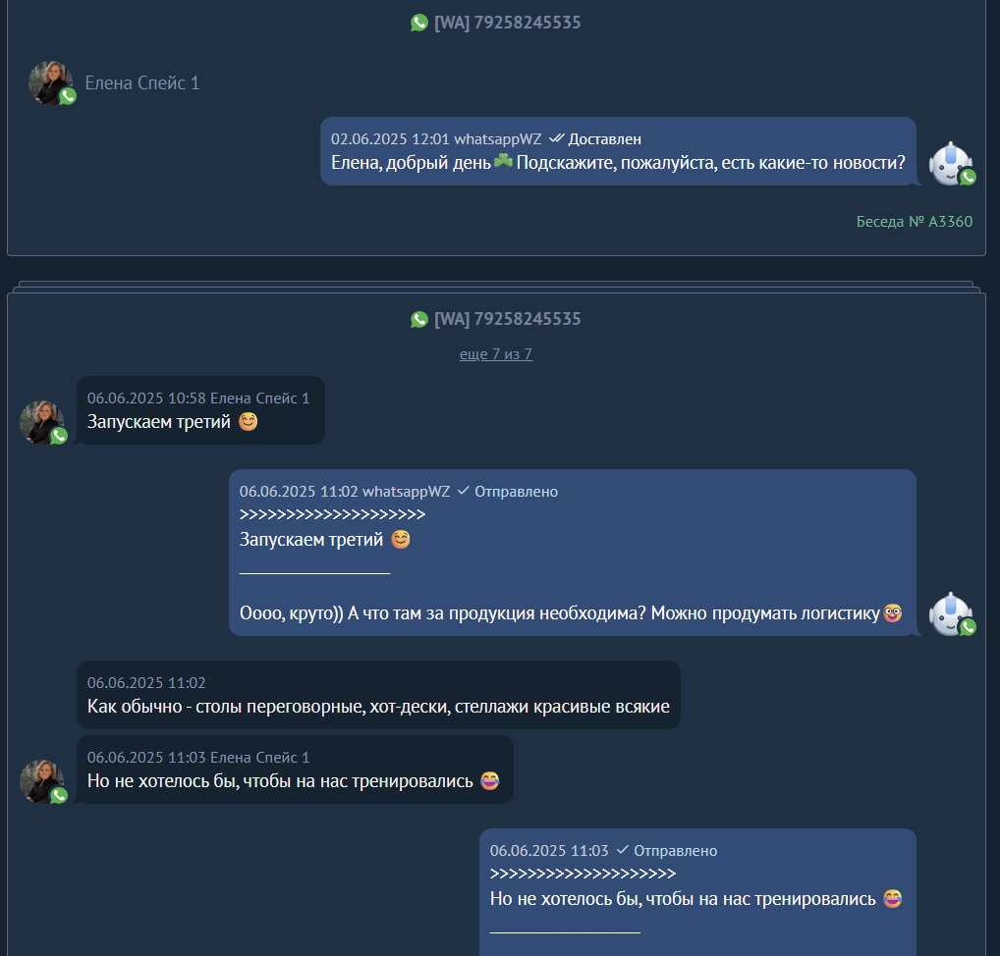 [WA] 79258245535
Елена Спейс 1
02.06.2025 12:01 whatsappWZ Доставлен
Елена, добрый день☘️Подскажите, пожалуйста, есть какие-то новости?
Беседа № A3360
[WA] 79258245535
еще 7 из 7
06.06.2025 10:58 Елена Спейс 1
Запускаем третий 😊
06.06.2025 11:02 whatsappWZ Отправлено
>>>>>>>>>>>>>>>>>>>>
Запускаем третий 😊
Оооо, круто)) А что там за продукция необходима? Можно продумать логистику🤓
06.06.2025 11:02
Как обычно - столы переговорные, хот-дески, стеллажи красивые всякие
06.06.2025 11:03 Елена Спейс 1
Но не хотелось бы, чтобы на нас тренировались 😂
06.06.2025 11:03 Отправлено
>>>>>>>>>>>>>>>>>>>>
Но не хотелось бы, чтобы на нас тренировались 😂